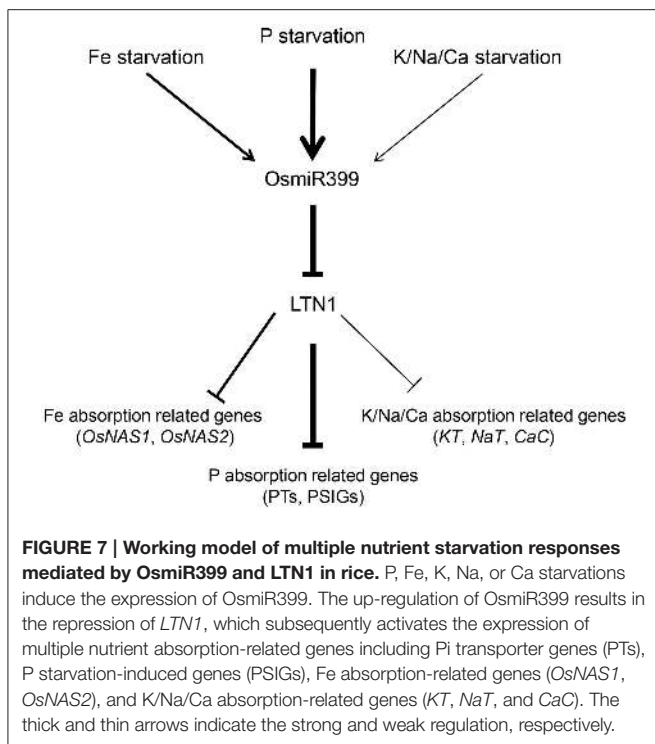 P starvation
Fe starvation
K/Na/Ca starvation
OsmiR399
LTN1
Fe absorption related genes
(OsNAS1, OsNAS2)
K/Na/Ca absorption related genes
(KT, NaT, CaC)
P absorption related genes
(PTs, PSIGs)
FIGURE 7 | Working model of multiple nutrient starvation responses
mediated by OsmiR399 and LTN1 in rice. P, Fe, K, Na, or Ca starvations
induce the expression of OsmiR399. The up-regulation of OsmiR399 results in
the repression of LTN1, which subsequently activates the expression of
multiple nutrient absorption-related genes including Pi transporter genes (PTs),
P starvation-induced genes (PSIGs), Fe absorption-related genes (OsNAS1,
OsNAS2), and K/Na/Ca absorption-related genes (KT, NaT, and CaC). The
thick and thin arrows indicate the strong and weak regulation, respectively.